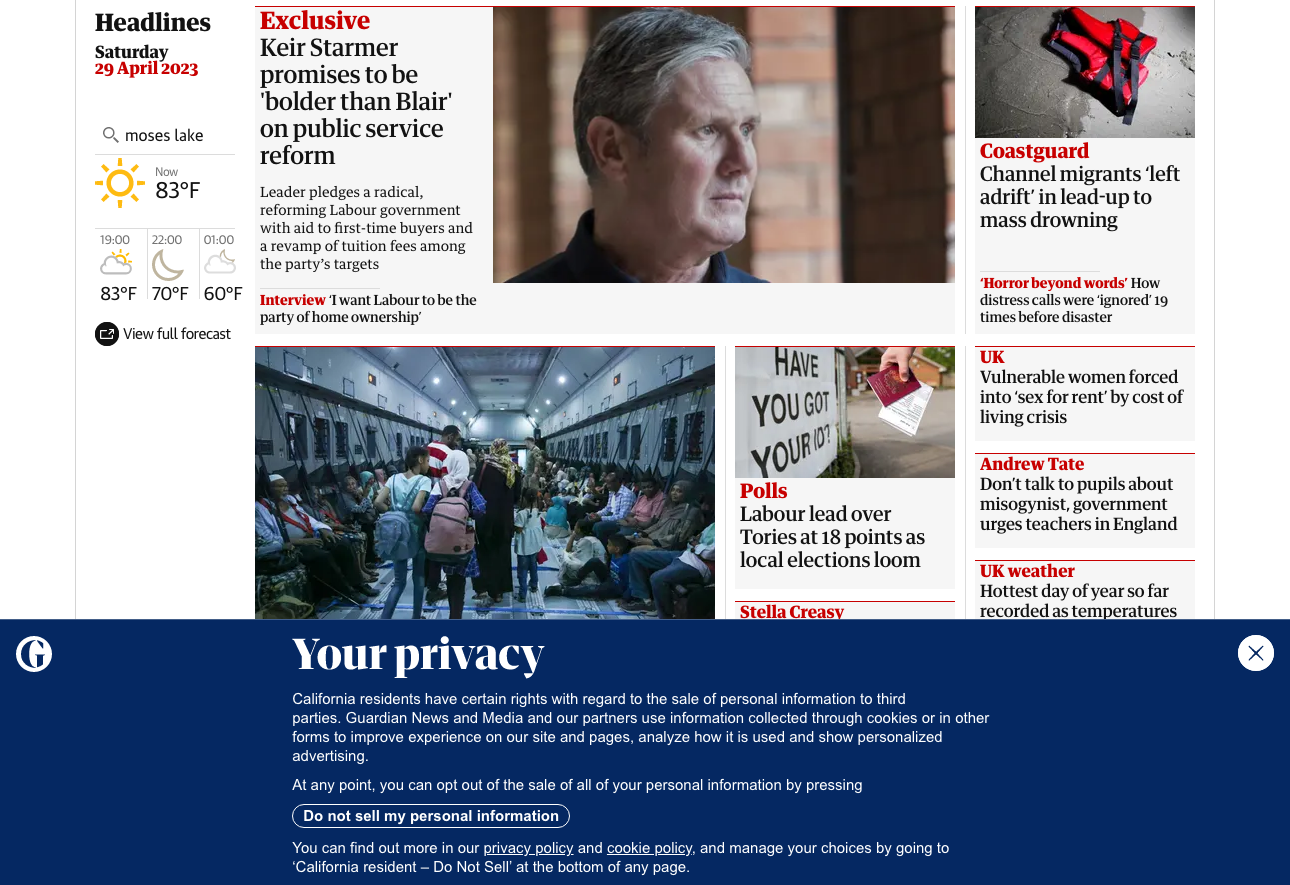 Headlines
Saturday
29 April 2023
moses lake
Now
83°F
19:00
22:00
01:00
83°F
70°F
60°F
View full forecast
Exclusive
Keir Starmer
promises to be
'bolder than Blair'
on public service
reform
Leader pledges a radical,
reforming Labour government
with aid to first-time buyers and
a revamp of tuition fees among
the party’s targets
Interview ‘I want Labour to be the
party of home ownership’
Coastguard
Channel migrants ‘left
adrift’ in lead-up to
mass drowning
‘Horror beyond words’ How
distress calls were ‘ignored’ 19
times before disaster
HAVE
YOU GOT
YOUR ID?
Polls
Labour lead over
Tories at 18 points as
local elections loom
Stella Creasy
UK
Vulnerable women forced
into ‘sex for rent’ by cost of
living crisis
Andrew Tate
Don’t talk to pupils about
misogynist, government
urges teachers in England
UK weather
Hottest day of year so far
recorded as temperatures
G
Your privacy
California residents have certain rights with regard to the sale of personal information to third
parties. Guardian News and Media and our partners use information collected through cookies or in other
forms to improve experience on our site and pages, analyze how it is used and show personalized
advertising.
At any point, you can opt out of the sale of all of your personal information by pressing
Do not sell my personal information
You can find out more in our privacy policy and cookie policy, and manage your choices by going to
‘California resident – Do Not Sell’ at the bottom of any page.